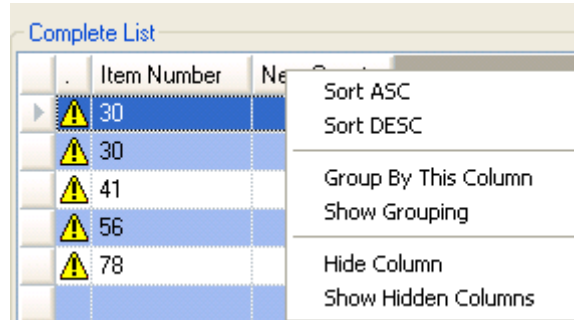 Complete List
. Item Number
30
30
41
56
78
Sort ASC
Sort DESC
Group By This Column
Show Grouping
Hide Column
Show Hidden Columns